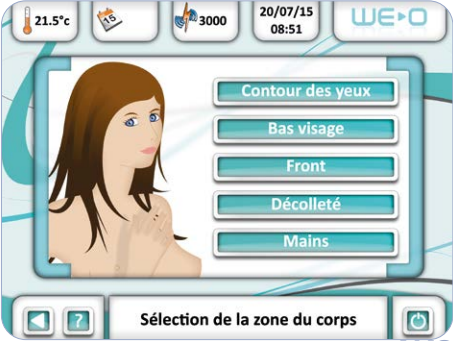 21.5°c
15
3000
20/07/15
08:51
WE▸O
Contour des yeux
Bas visage
Front
Décolleté
Mains
?
Sélection de la zone du corps